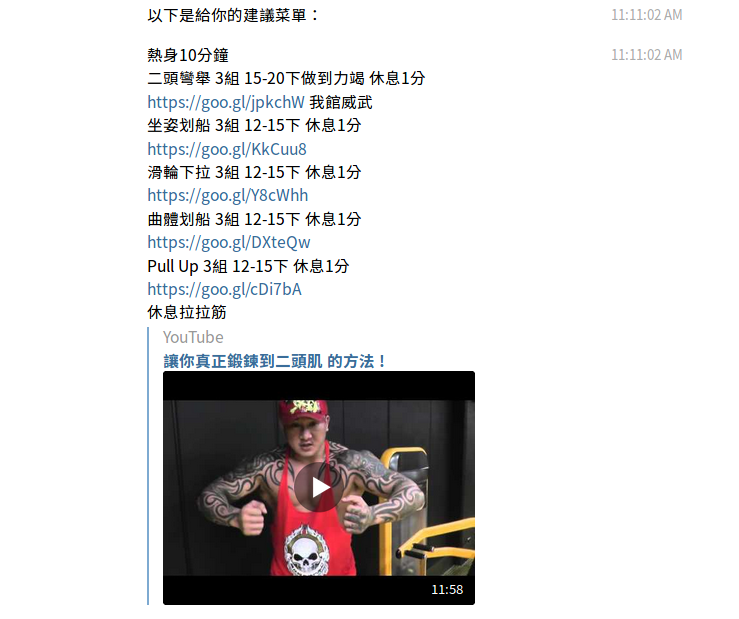 以下是給你的建議菜單：
11:11:02 AM
熱身10分鐘
11:11:02 AM
二頭彎舉 3組 15-20下做到力竭 休息1分
https://goo.gl/jpkchW 我館威武
坐姿划船 3組 12-15下 休息1分
https://goo.gl/KkCuu8
滑輪下拉 3組 12-15下 休息1分
https://goo.gl/Y8cWhh
曲體划船 3組 12-15下 休息1分
https://goo.gl/DXteQw
Pull Up 3組 12-15下 休息1分
https://goo.gl/cDi7bA
休息拉拉筋
YouTube
讓你真正鍛鍊到二頭肌 的方法！
11:58